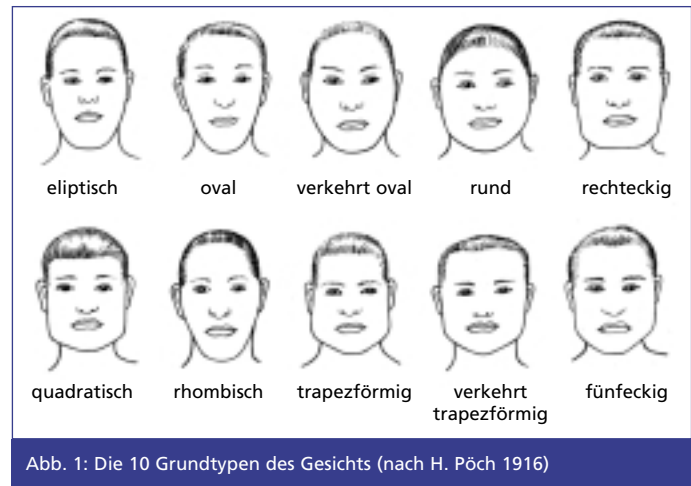 eliptisch oval verkehrt oval rund rechteckig
quadratisch rhombisch trapezförmig verkehrt trapezförmig fünfeckig
Abb. 1: Die 10 Grundtypen des Gesichts (nach H. Pöch 1916)